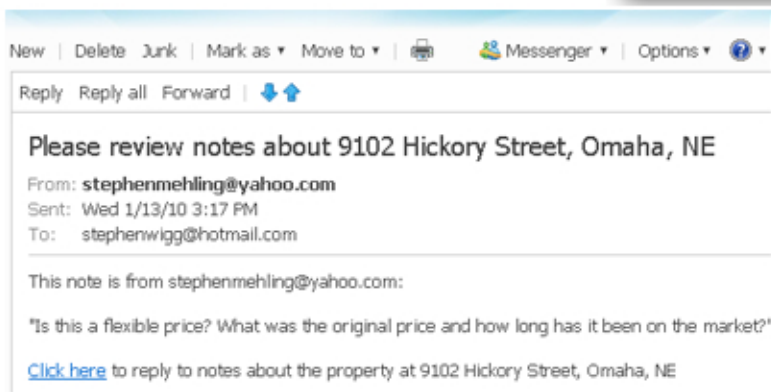 New | Delete Junk | Mark as ▾ Move to ▾ | Messenger ▾ | Options ▾ ? ▾
Reply Reply all Forward |
Please review notes about 9102 Hickory Street, Omaha, NE
From: stephenmehling@yahoo.com
Sent: Wed 1/13/10 3:17 PM
To: stephenwigg@hotmail.com
This note is from stephenmehling@yahoo.com:
"Is this a flexible price? What was the original price and how long has it been on the market?"
Click here to reply to notes about the property at 9102 Hickory Street, Omaha, NE